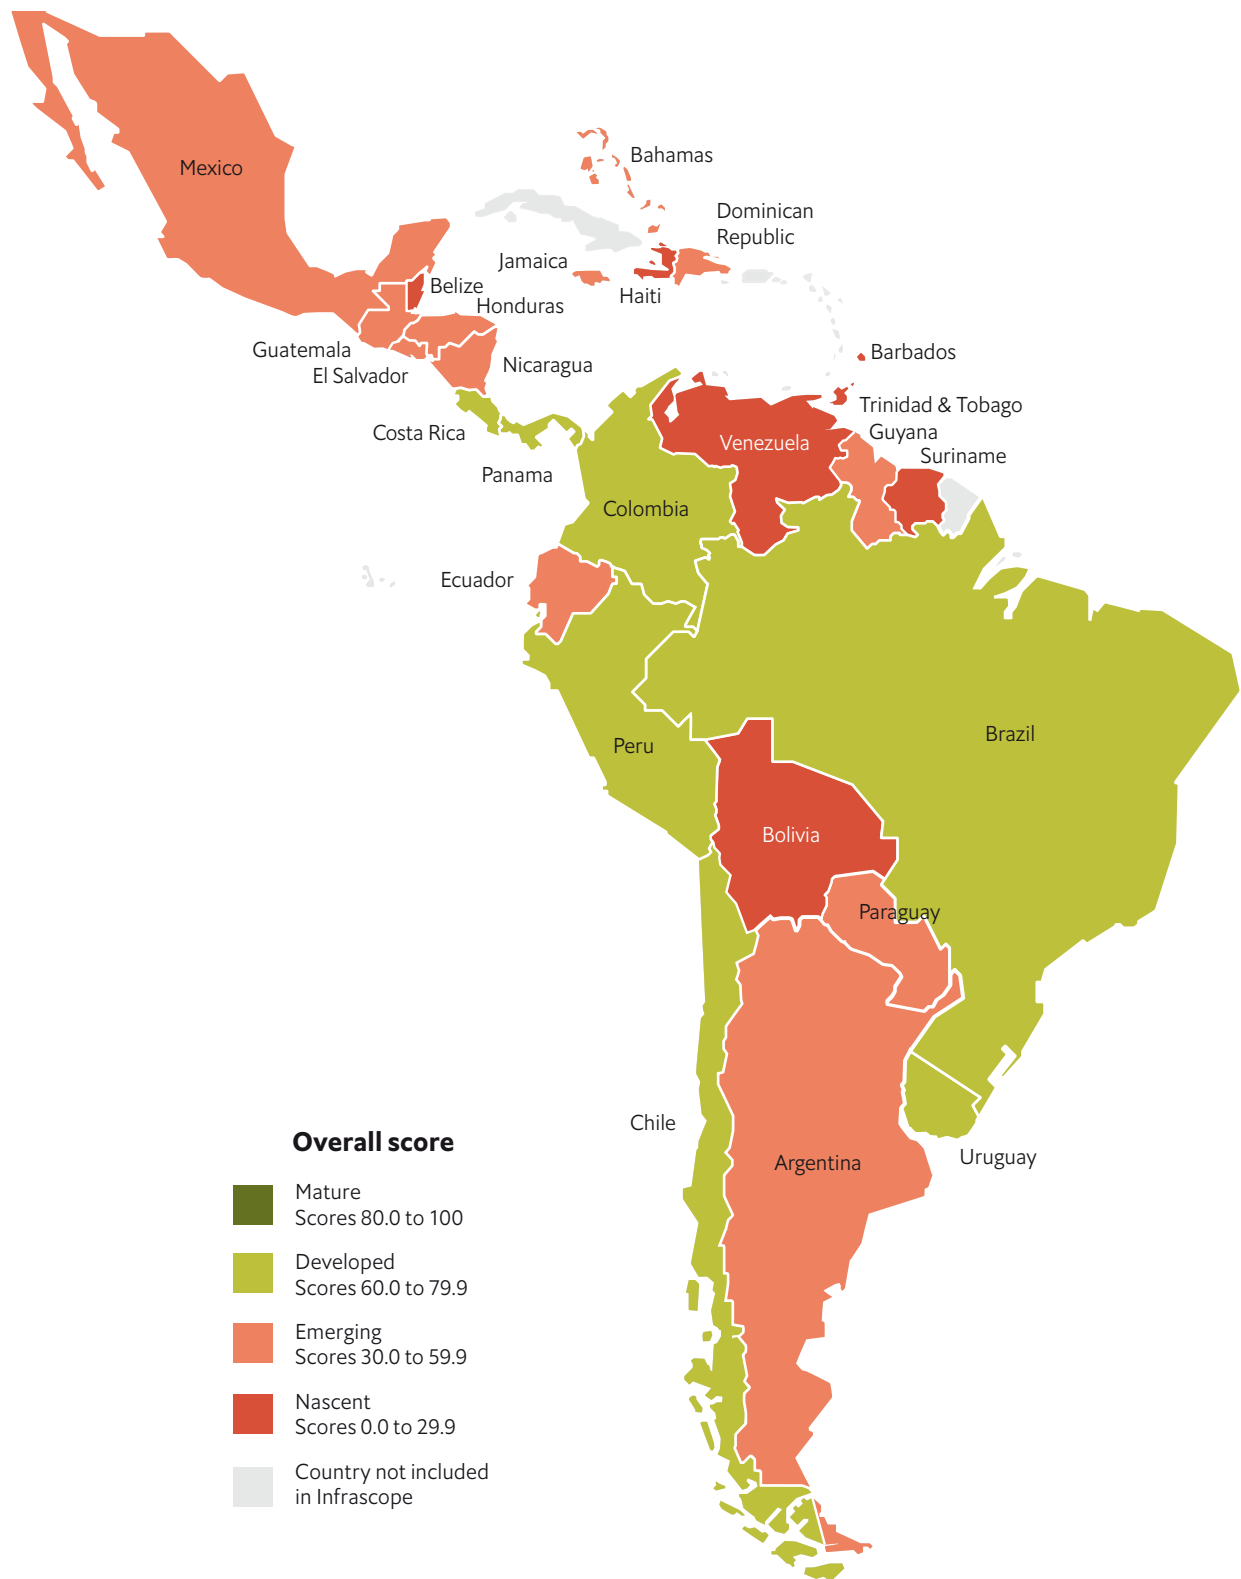 Mexico
Bahamas
Dominican
Republic
Jamaica
Haiti
Belize
Honduras
Guatemala
El Salvador
Nicaragua
Barbados
Trinidad & Tobago
Costa Rica
Guyana
Venezuela
Suriname
Panama
Colombia
Ecuador
Brazil
Peru
Bolivia
Paraguay
Chile
Uruguay
Argentina
Overall score
Mature
Scores 80.0 to 100
Developed
Scores 60.0 to 79.9
Emerging
Scores 30.0 to 59.9
Nascent
Scores 0.0 to 29.9
Country not included
in Infrascope